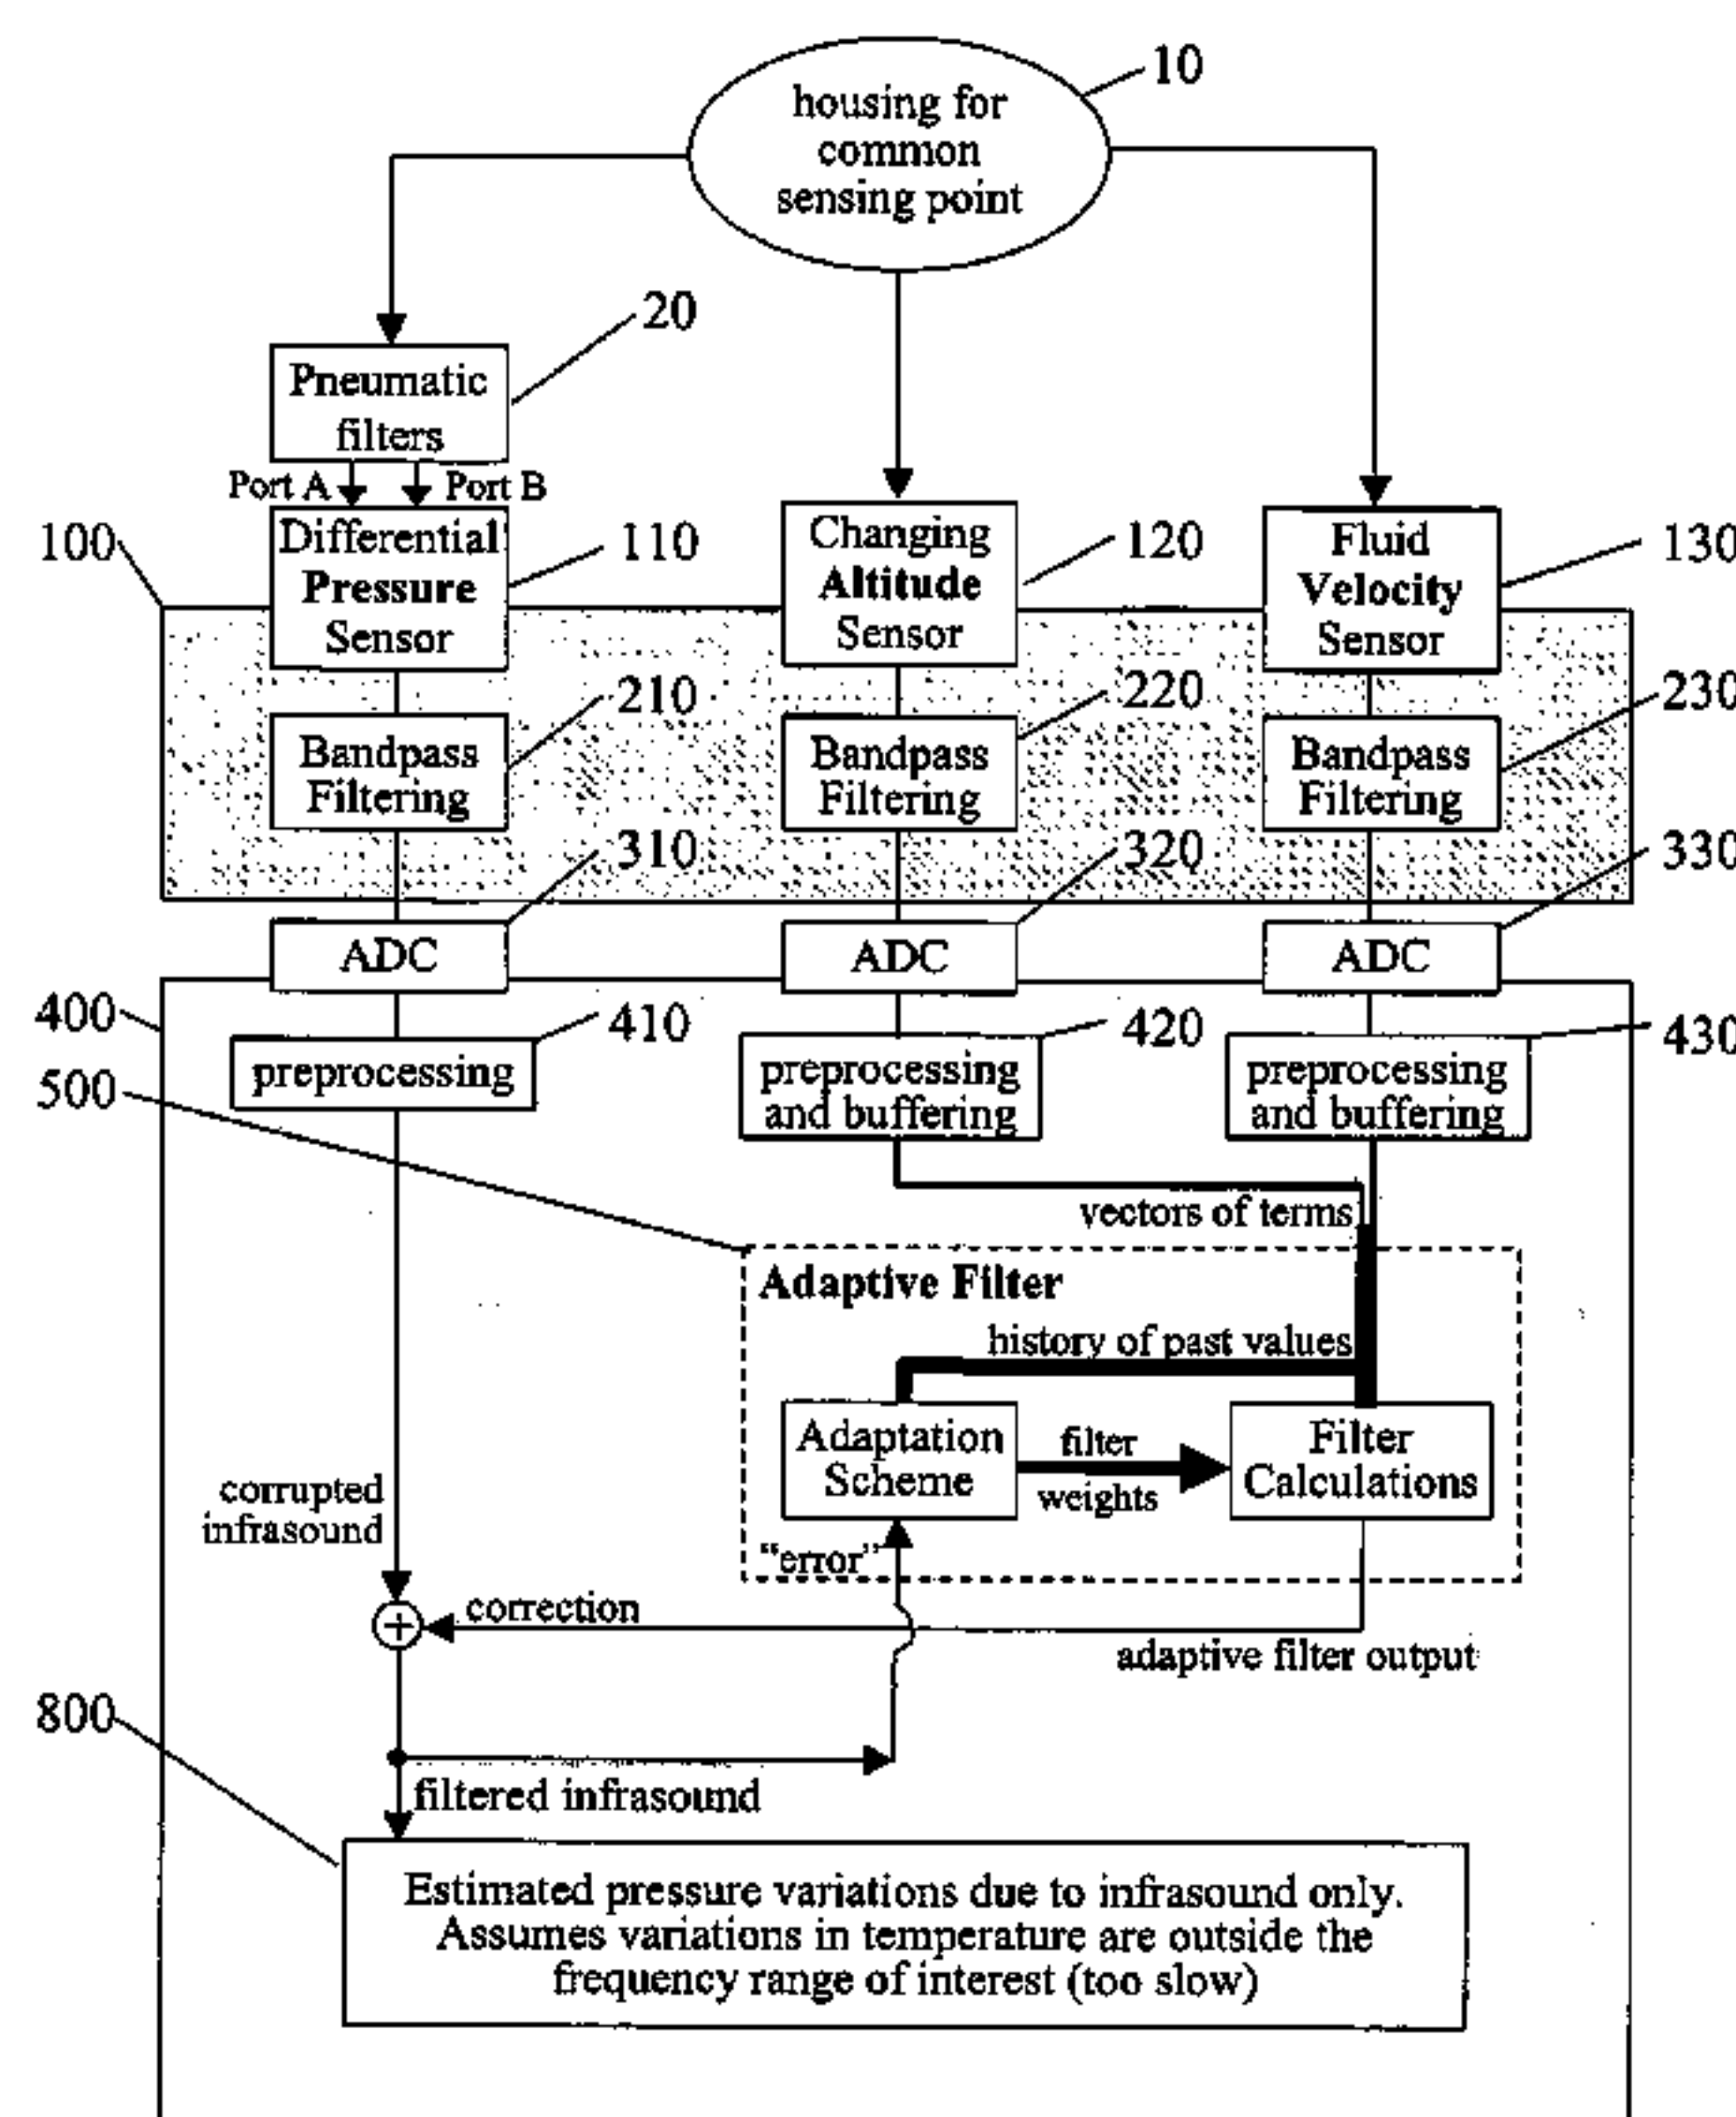 10
housing for
common
sensing point
20
Pneumatic
filters
Port A
Port B
100
Differential
Pressure
Sensor
110
Changing
Altitude
Sensor
120
Fluid
Velocity
Sensor
130
210
220
230
Bandpass
Filtering
Bandpass
Filtering
Bandpass
Filtering
310
320
330
ADC
ADC
ADC
400
410
420
430
preprocessing
preprocessing
and buffering
preprocessing
and buffering
500
vectors of terms
Adaptive Filter
history of past values
Adaptation
Scheme
filter
weights
Filter
Calculations
corrupted
infrasound
"error"
+
correction
adaptive filter output
800
filtered infrasound
Estimated pressure variations due to infrasound only.
Assumes variations in temperature are outside the
frequency range of interest (too slow)